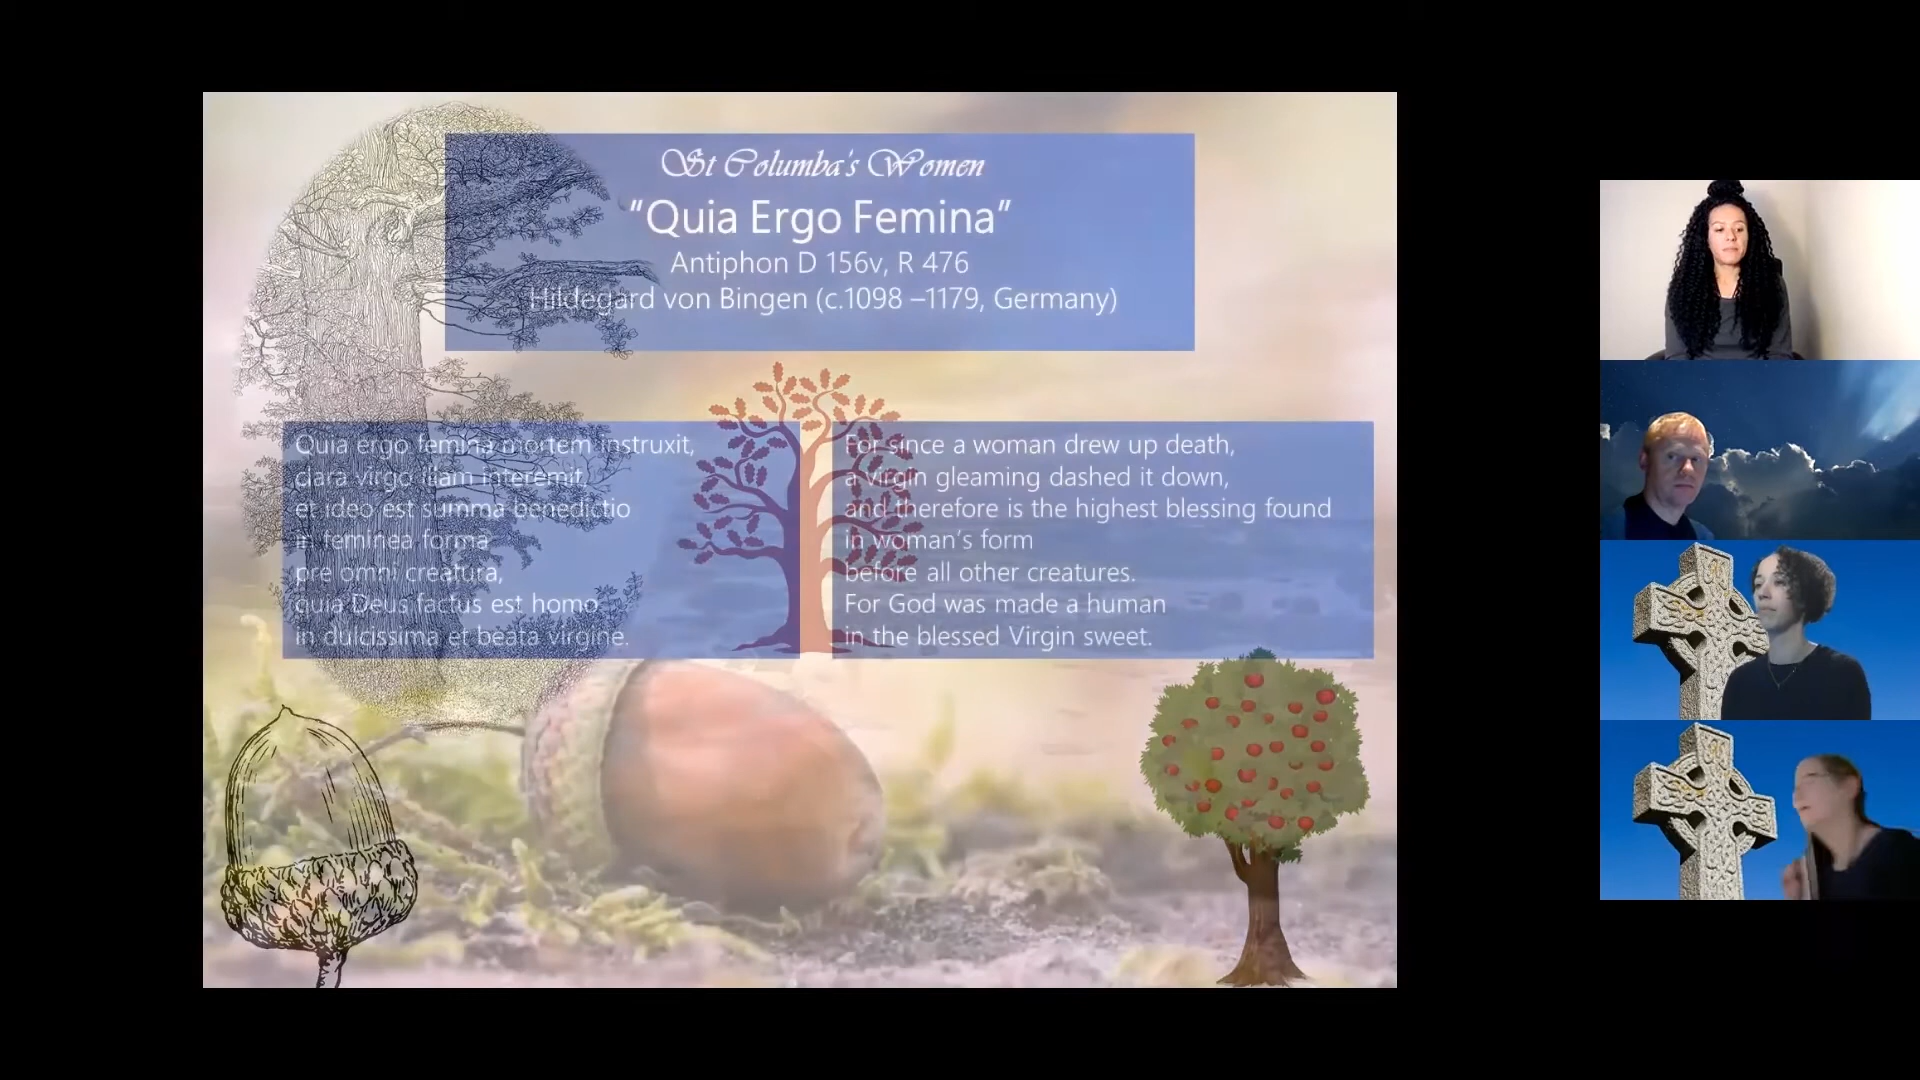 St Columba's Women
"Quia Ergo Femina"
Antiphon D 156v, R 476
Hildegard von Bingen (c.1098 –1179, Germany)
Quia ergo femina mortem instruxit,
clara virgo illam interemit,
et ideo est summa benedictio
in feminea forma
pre omni creatura,
quia Deus factus est homo
in dulcissima et beata virgine.
For since a woman drew up death,
a virgin gleaming dashed it down,
and therefore is the highest blessing found
in woman's form
before all other creatures.
For God was made a human
in the blessed Virgin sweet.